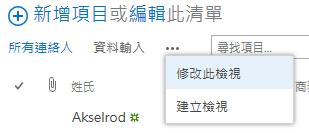 新增項目或編輯此清單
所有連絡人 資料輸入 ••• 尋找項目...
修改此檢視
姓氏
建立檢視
Akselrod